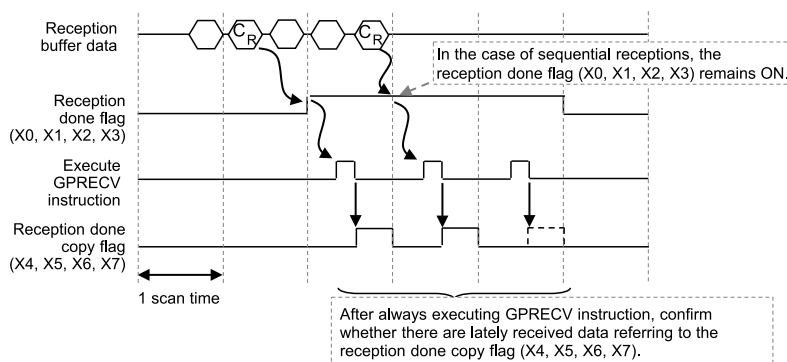 Reception
buffer data
CR
CR
In the case of sequential receptions, the
reception done flag (X0, X1, X2, X3) remains ON.
Reception
done flag
(X0, X1, X2, X3)
Execute
GPRECV
instruction
Reception done
copy flag
(X4, X5, X6, X7)
1 scan time
After always executing GPRECV instruction, confirm
whether there are lately received data referring to the
reception done copy flag (X4, X5, X6, X7).